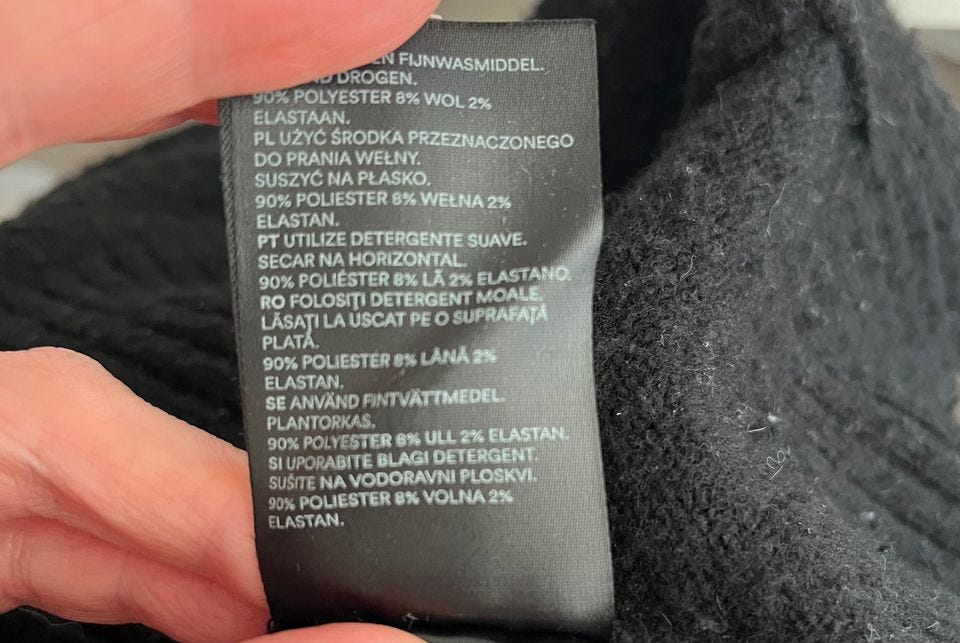 EN FIJNWASMIDDEL.
DROGEN.
90% POLYESTER 8% WOL 2%
ELASTAAN.
PL UŻYĆ ŚRODKA PRZEZNACZONEGO
DO PRANIA WEŁNY.
SUSZYĆ NA PŁASKO.
90% POLIESTER 8% WEŁNA 2%
ELASTAN.
PT UTILIZE DETERGENTE SUAVE.
SECAR NA HORIZONTAL.
90% POLIÉSTER 8% LÃ 2% ELASTANO.
RO FOLOSIȚI DETERGENT MOALE.
LĂSAȚI LA USCAT PE O SUPRAFAȚĂ
PLATĂ.
90% POLIESTER 8% LÂNĂ 2%
ELASTAN.
SE ANVÄND FINTVÄTTMEDEL.
PLANTORKAS.
90% POLYESTER 8% ULL 2% ELASTAN.
SI UPORABITE BLAGI DETERGENT.
SUŠITE NA VODORAVNI PLOSKVI.
90% POLIESTER 8% VOLNA 2%
ELASTAN.